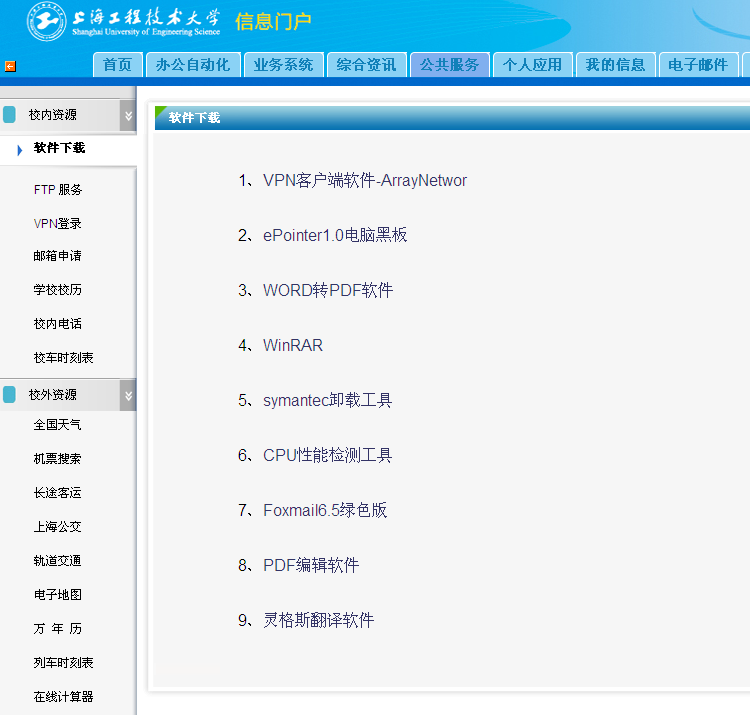 上海工程技术大学 信息门户
Shanghai University of Engineering Science
首页 办公自动化 业务系统 综合资讯 公共服务 个人应用 我的信息 电子邮件
校内资源
软件下载
FTP 服务
VPN登录
邮箱申请
学校校历
校内电话
校车时刻表
校外资源
全国天气
机票搜索
长途客运
上海公交
轨道交通
电子地图
万 年 历
列车时刻表
在线计算器
软件下载
1、VPN客户端软件-ArrayNetwor
2、ePointer1.0电脑黑板
3、WORD转PDF软件
4、WinRAR
5、symantec卸载工具
6、CPU性能检测工具
7、Foxmail6.5绿色版
8、PDF编辑软件
9、灵格斯翻译软件